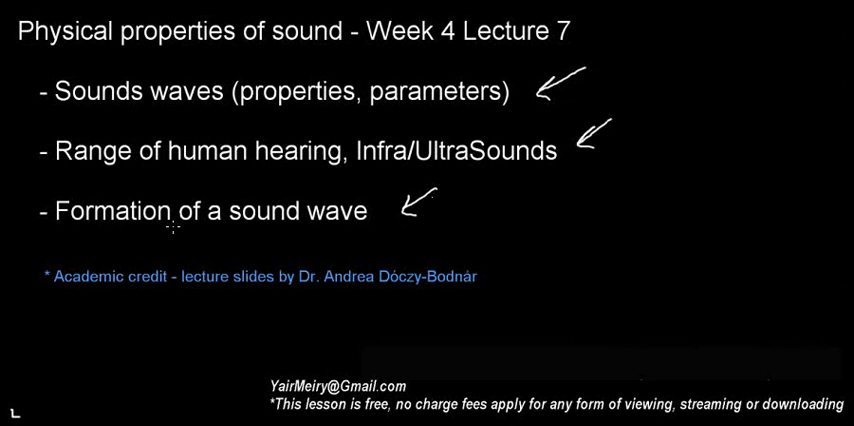 Physical properties of sound - Week 4 Lecture 7
- Sounds waves (properties, parameters)
- Range of human hearing, Infra/UltraSounds
- Formation of a sound wave
* Academic credit - lecture slides by Dr. Andrea Dóczy-Bodnár
YairMeiry@Gmail.com
*This lesson is free, no charge fees apply for any form of viewing, streaming or downloading